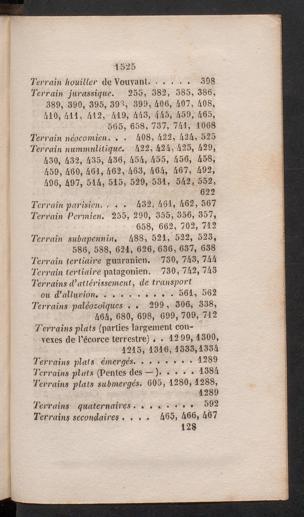 1525
Terrain houiller de Vouvant. . . . . . 398
Terrain jurassique. 255, 382, 385, 386,
389, 390, 395, 398, 399, 406, 407, 408,
410, 411, 412, 419, 443, 445, 459, 465,
565, 658, 737, 741, 1068
Terrain néocomien. . . 408, 422, 424, 525
Terrain nummulitique. 422, 424, 425, 429,
430, 432, 435, 436, 454, 455, 456, 458,
459, 460, 461, 462, 463, 464, 467, 492,
496, 497, 514, 515, 529, 531, 542, 552,
622
Terrain parisien. . . . 432, 461, 462, 567
Terrain Permien. 255, 290, 355, 356, 357,
658, 662, 702, 712
Terrain subapennin. 488, 521, 522, 523,
586, 588, 621, 626, 636, 637, 638
Terrain tertiaire guaranien. 730, 743, 744
Terrain tertiaire patagonien. 730, 742, 743
Terrains d'attérissement, de transport
ou d'alluvion. . . . . . . . . . 561, 562
Terrains paléozoïques . . 299, 306, 338,
464, 680, 698, 699, 709, 712
Terrains plats (parties largement con-
vexes de l'écorce terrestre) . . 1299, 1300,
1215, 1316, 1333, 1334
Terrains plats émergés. . . . . . . . 1289
Terrains plats (Pentes des —). . . . . 1384
Terrains plats submergés. 605, 1280, 1288,
1289
Terrains quaternaires. . . . . . . . 592
Terrains secondaires . . . . 465, 466, 467
128